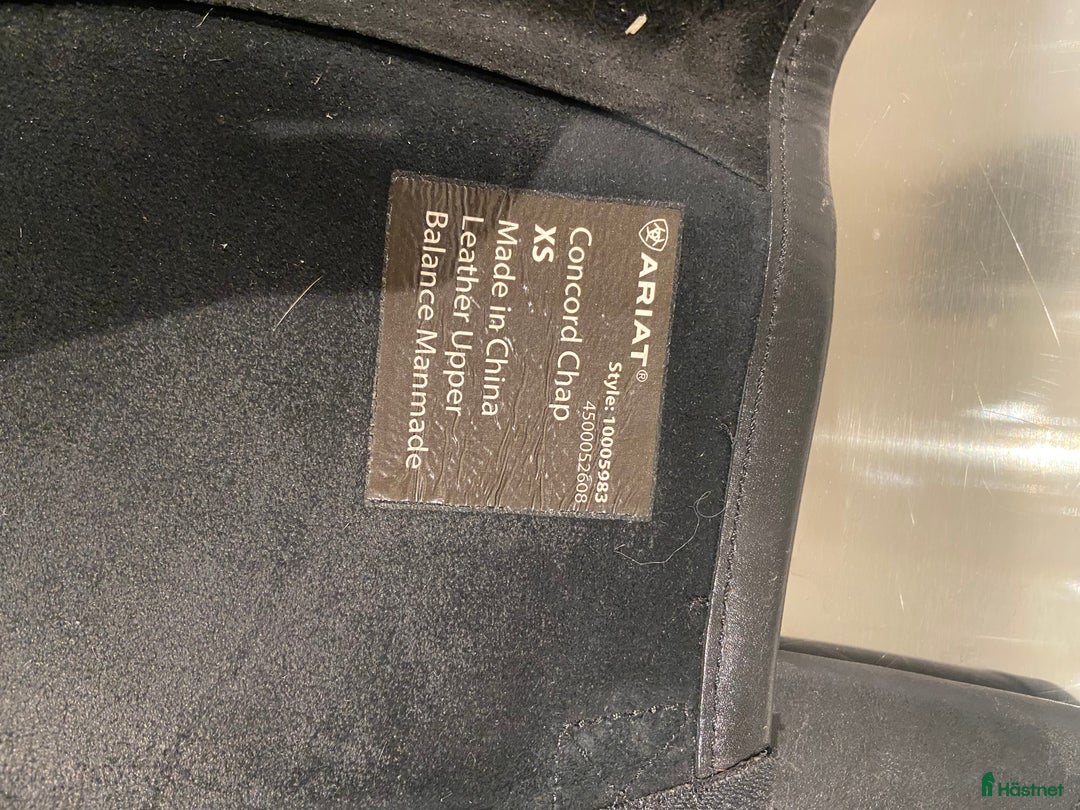 ARIAT®
Style: 10005983
4500052608
Concord Chap
XS
Made in China
Leather Upper
Balance Manmade
Hästnet